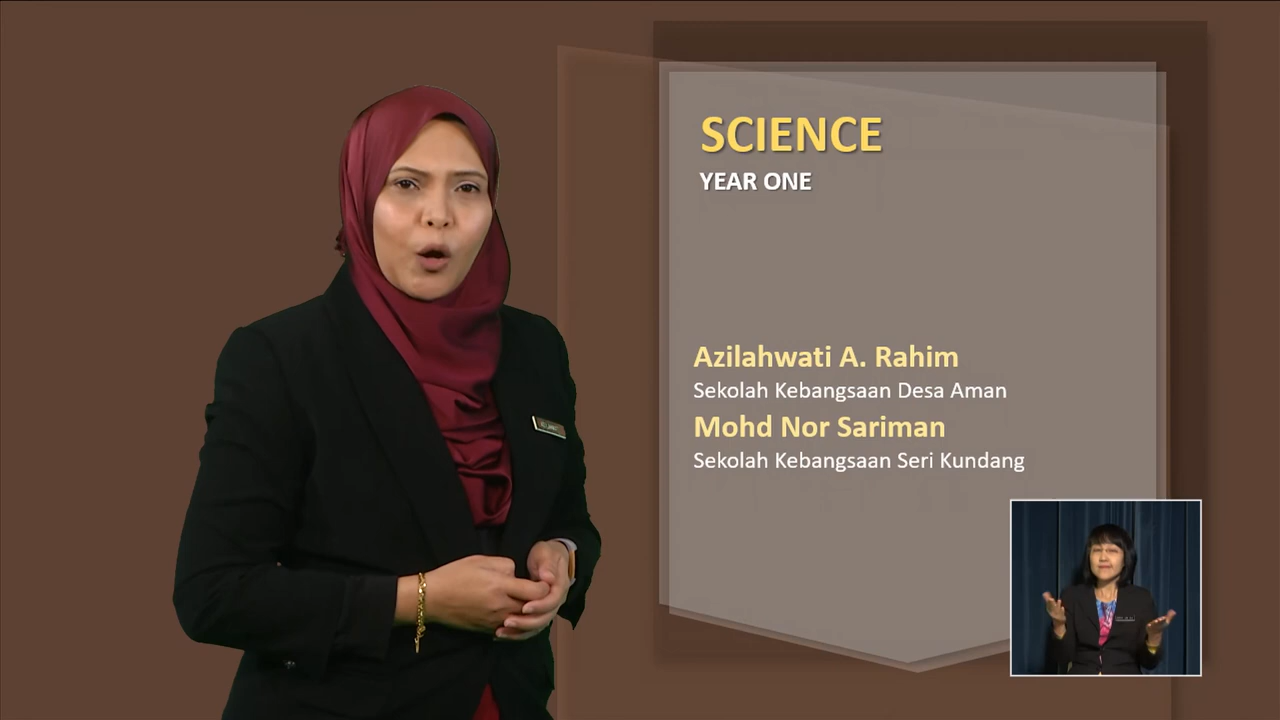 SCIENCE
YEAR ONE
Azilahwati A. Rahim
Sekolah Kebangsaan Desa Aman
Mohd Nor Sariman
Sekolah Kebangsaan Seri Kundang